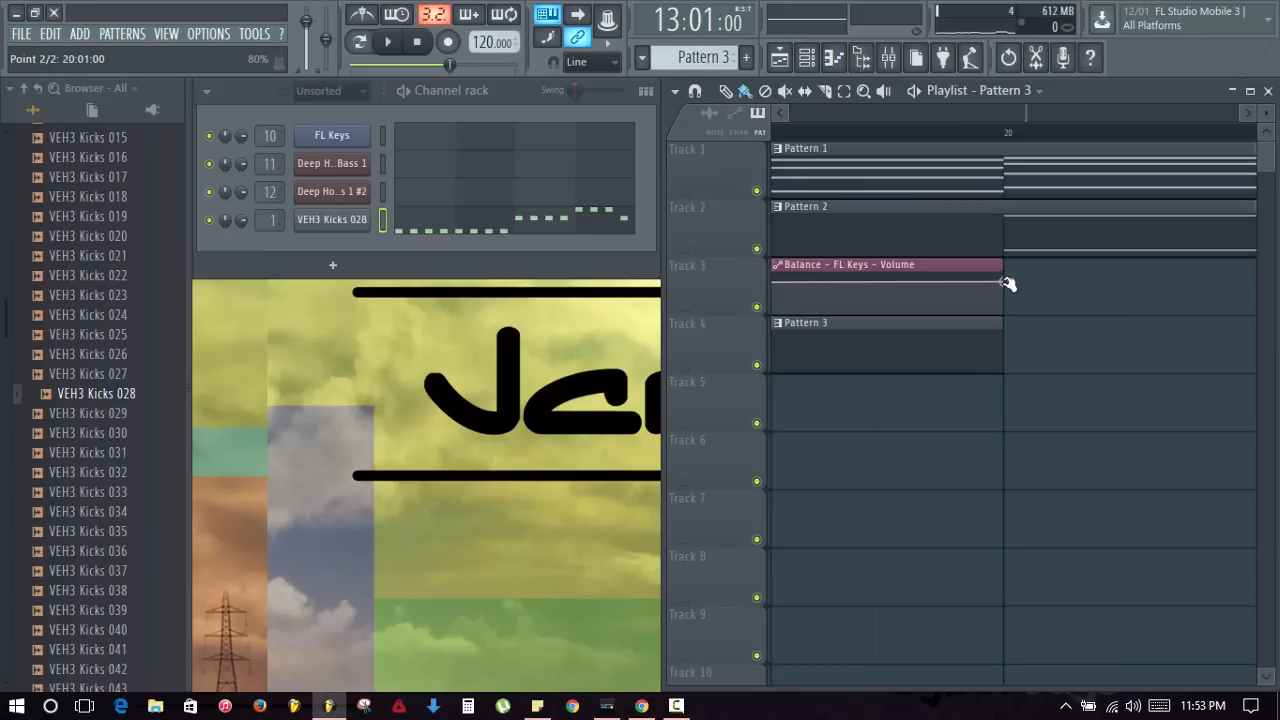 FILE EDIT ADD PATTERNS VIEW OPTIONS TOOLS ?
Point 2/2: 20:01:00 80%
3.2.
120.000
Line
13:01:00
B:S:T
Pattern 3
4
612 MB
0
12/01 FL Studio Mobile 3 |
All Platforms
Browser - All
VEH3 Kicks 015
VEH3 Kicks 016
VEH3 Kicks 017
VEH3 Kicks 018
VEH3 Kicks 019
VEH3 Kicks 020
VEH3 Kicks 021
VEH3 Kicks 022
VEH3 Kicks 023
VEH3 Kicks 024
VEH3 Kicks 025
VEH3 Kicks 026
VEH3 Kicks 027
VEH3 Kicks 028
VEH3 Kicks 029
VEH3 Kicks 030
VEH3 Kicks 031
VEH3 Kicks 032
VEH3 Kicks 033
VEH3 Kicks 034
VEH3 Kicks 035
VEH3 Kicks 036
VEH3 Kicks 037
VEH3 Kicks 038
VEH3 Kicks 039
VEH3 Kicks 040
VEH3 Kicks 041
VEH3 Kicks 042
VEH3 Kicks 043
Unsorted Channel rack Swing
10 FL Keys
11 Deep H..Bass 1
12 Deep Ho..s 1 #2
1 VEH3 Kicks 028
+
Playlist - Pattern 3
NOTE CHAN PAT
20
Track 1 Pattern 1
Track 2 Pattern 2
Track 3 Balance - FL Keys - Volume
Track 4 Pattern 3
Track 5
Track 6
Track 7
Track 8
Track 9
Track 10
11:53 PM